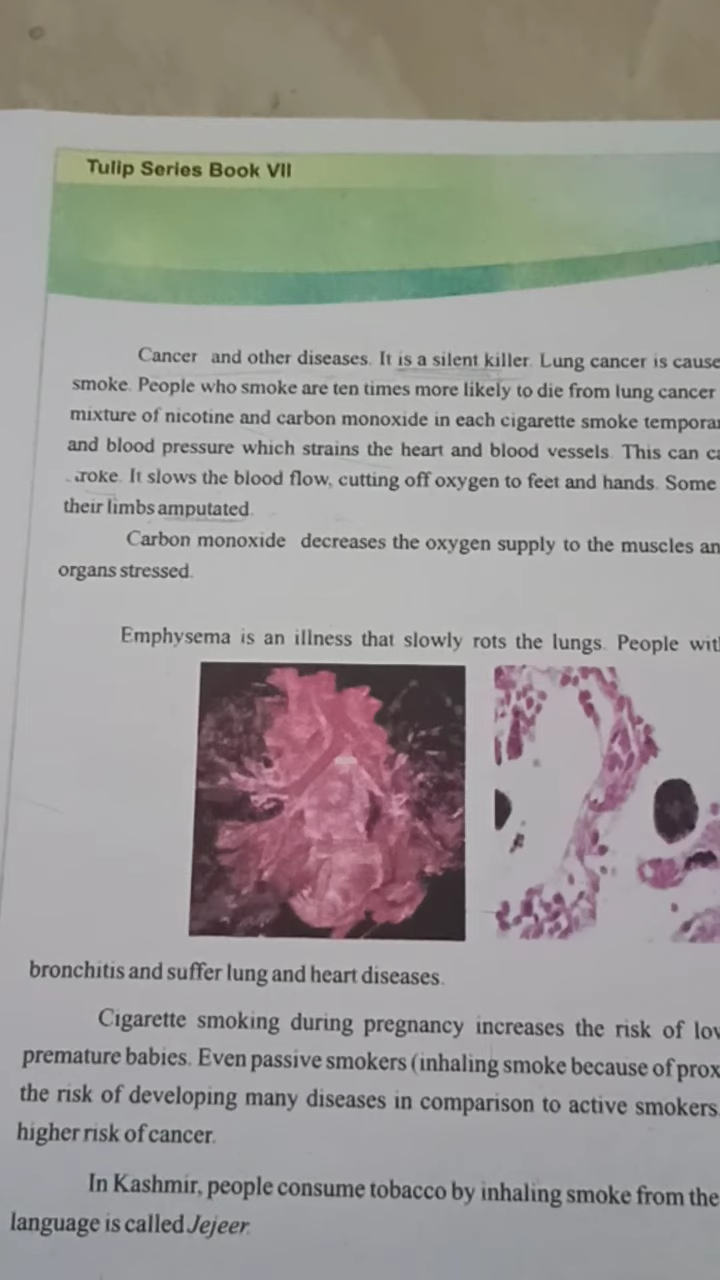 Tulip Series Book VII
Cancer and other diseases. It is a silent killer. Lung cancer is cause
smoke. People who smoke are ten times more likely to die from lung cancer
mixture of nicotine and carbon monoxide in each cigarette smoke tempora
and blood pressure which strains the heart and blood vessels. This can ca
roke. It slows the blood flow, cutting off oxygen to feet and hands. Some
their limbs amputated.
Carbon monoxide decreases the oxygen supply to the muscles an
organs stressed.
Emphysema is an illness that slowly rots the lungs. People wit
bronchitis and suffer lung and heart diseases.
Cigarette smoking during pregnancy increases the risk of lov
premature babies. Even passive smokers (inhaling smoke because of prox
the risk of developing many diseases in comparison to active smokers.
higher risk of cancer.
In Kashmir, people consume tobacco by inhaling smoke from the
language is called Jejeer.